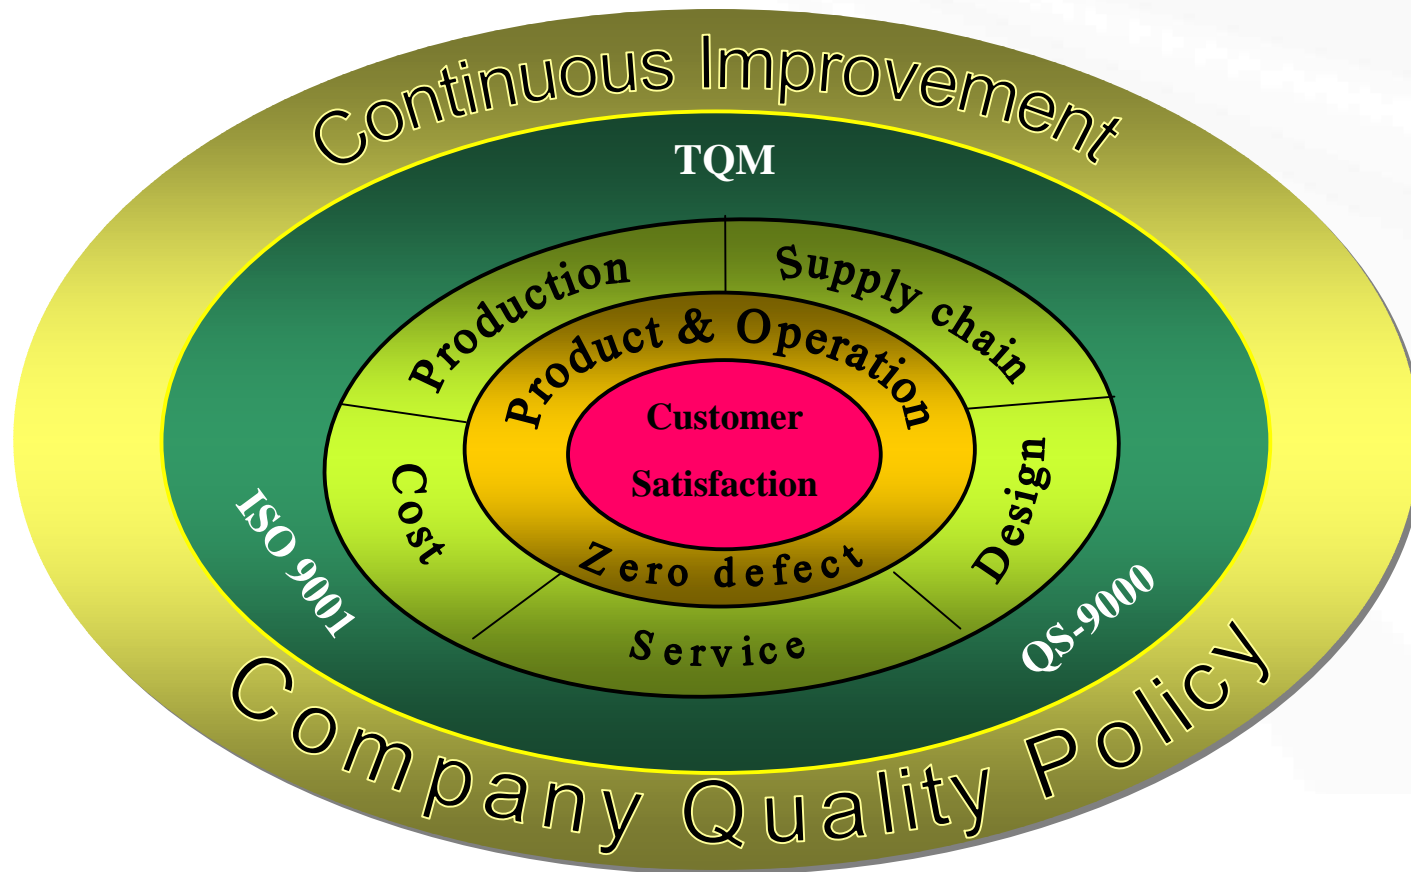 Continuous Improvement
TQM
Production
Supply chain
Product & Operation
Customer
Satisfaction
Cost
Design
ISO 9001
Zero defect
QS-9000
Service
Company Quality Policy